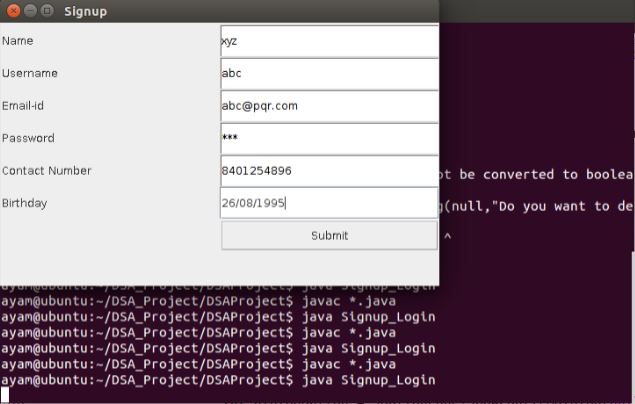 Signup
Name xyz
Username abc
Email-id abc@pqr.com
Password ***
Contact Number 8401254896
Birthday 26/08/1995
Submit
be converted to boolea
(null,"Do you want to de
^
ayam@ubuntu:~/DSA_Project/DSAProject$ java Signup_Login
ayam@ubuntu:~/DSA_Project/DSAProject$ javac *.java
ayam@ubuntu:~/DSA_Project/DSAProject$ java Signup_Login
ayam@ubuntu:~/DSA_Project/DSAProject$ javac *.java
ayam@ubuntu:~/DSA_Project/DSAProject$ java Signup_Login
ayam@ubuntu:~/DSA_Project/DSAProject$ javac *.java
ayam@ubuntu:~/DSA_Project/DSAProject$ java Signup_Login